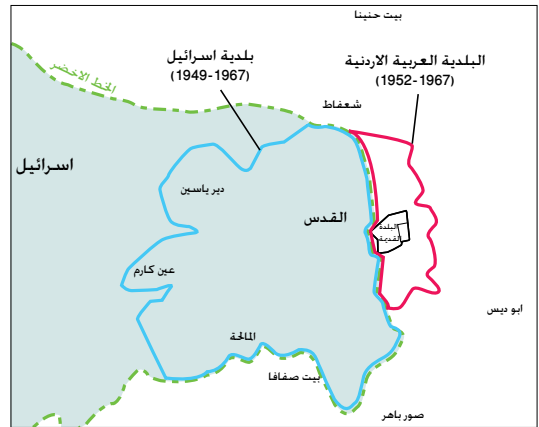 بيت حنينا
بلدية اسرائيل
(1949-1967)
البلدية العربية الاردنية
(1952-1967)
الخط الاخضر
شعفاط
اسرائيل
دير ياسين
القدس
البلدة
القديمة
عين كارم
ابو ديس
المالحة
بيت صفافا
صور باهر